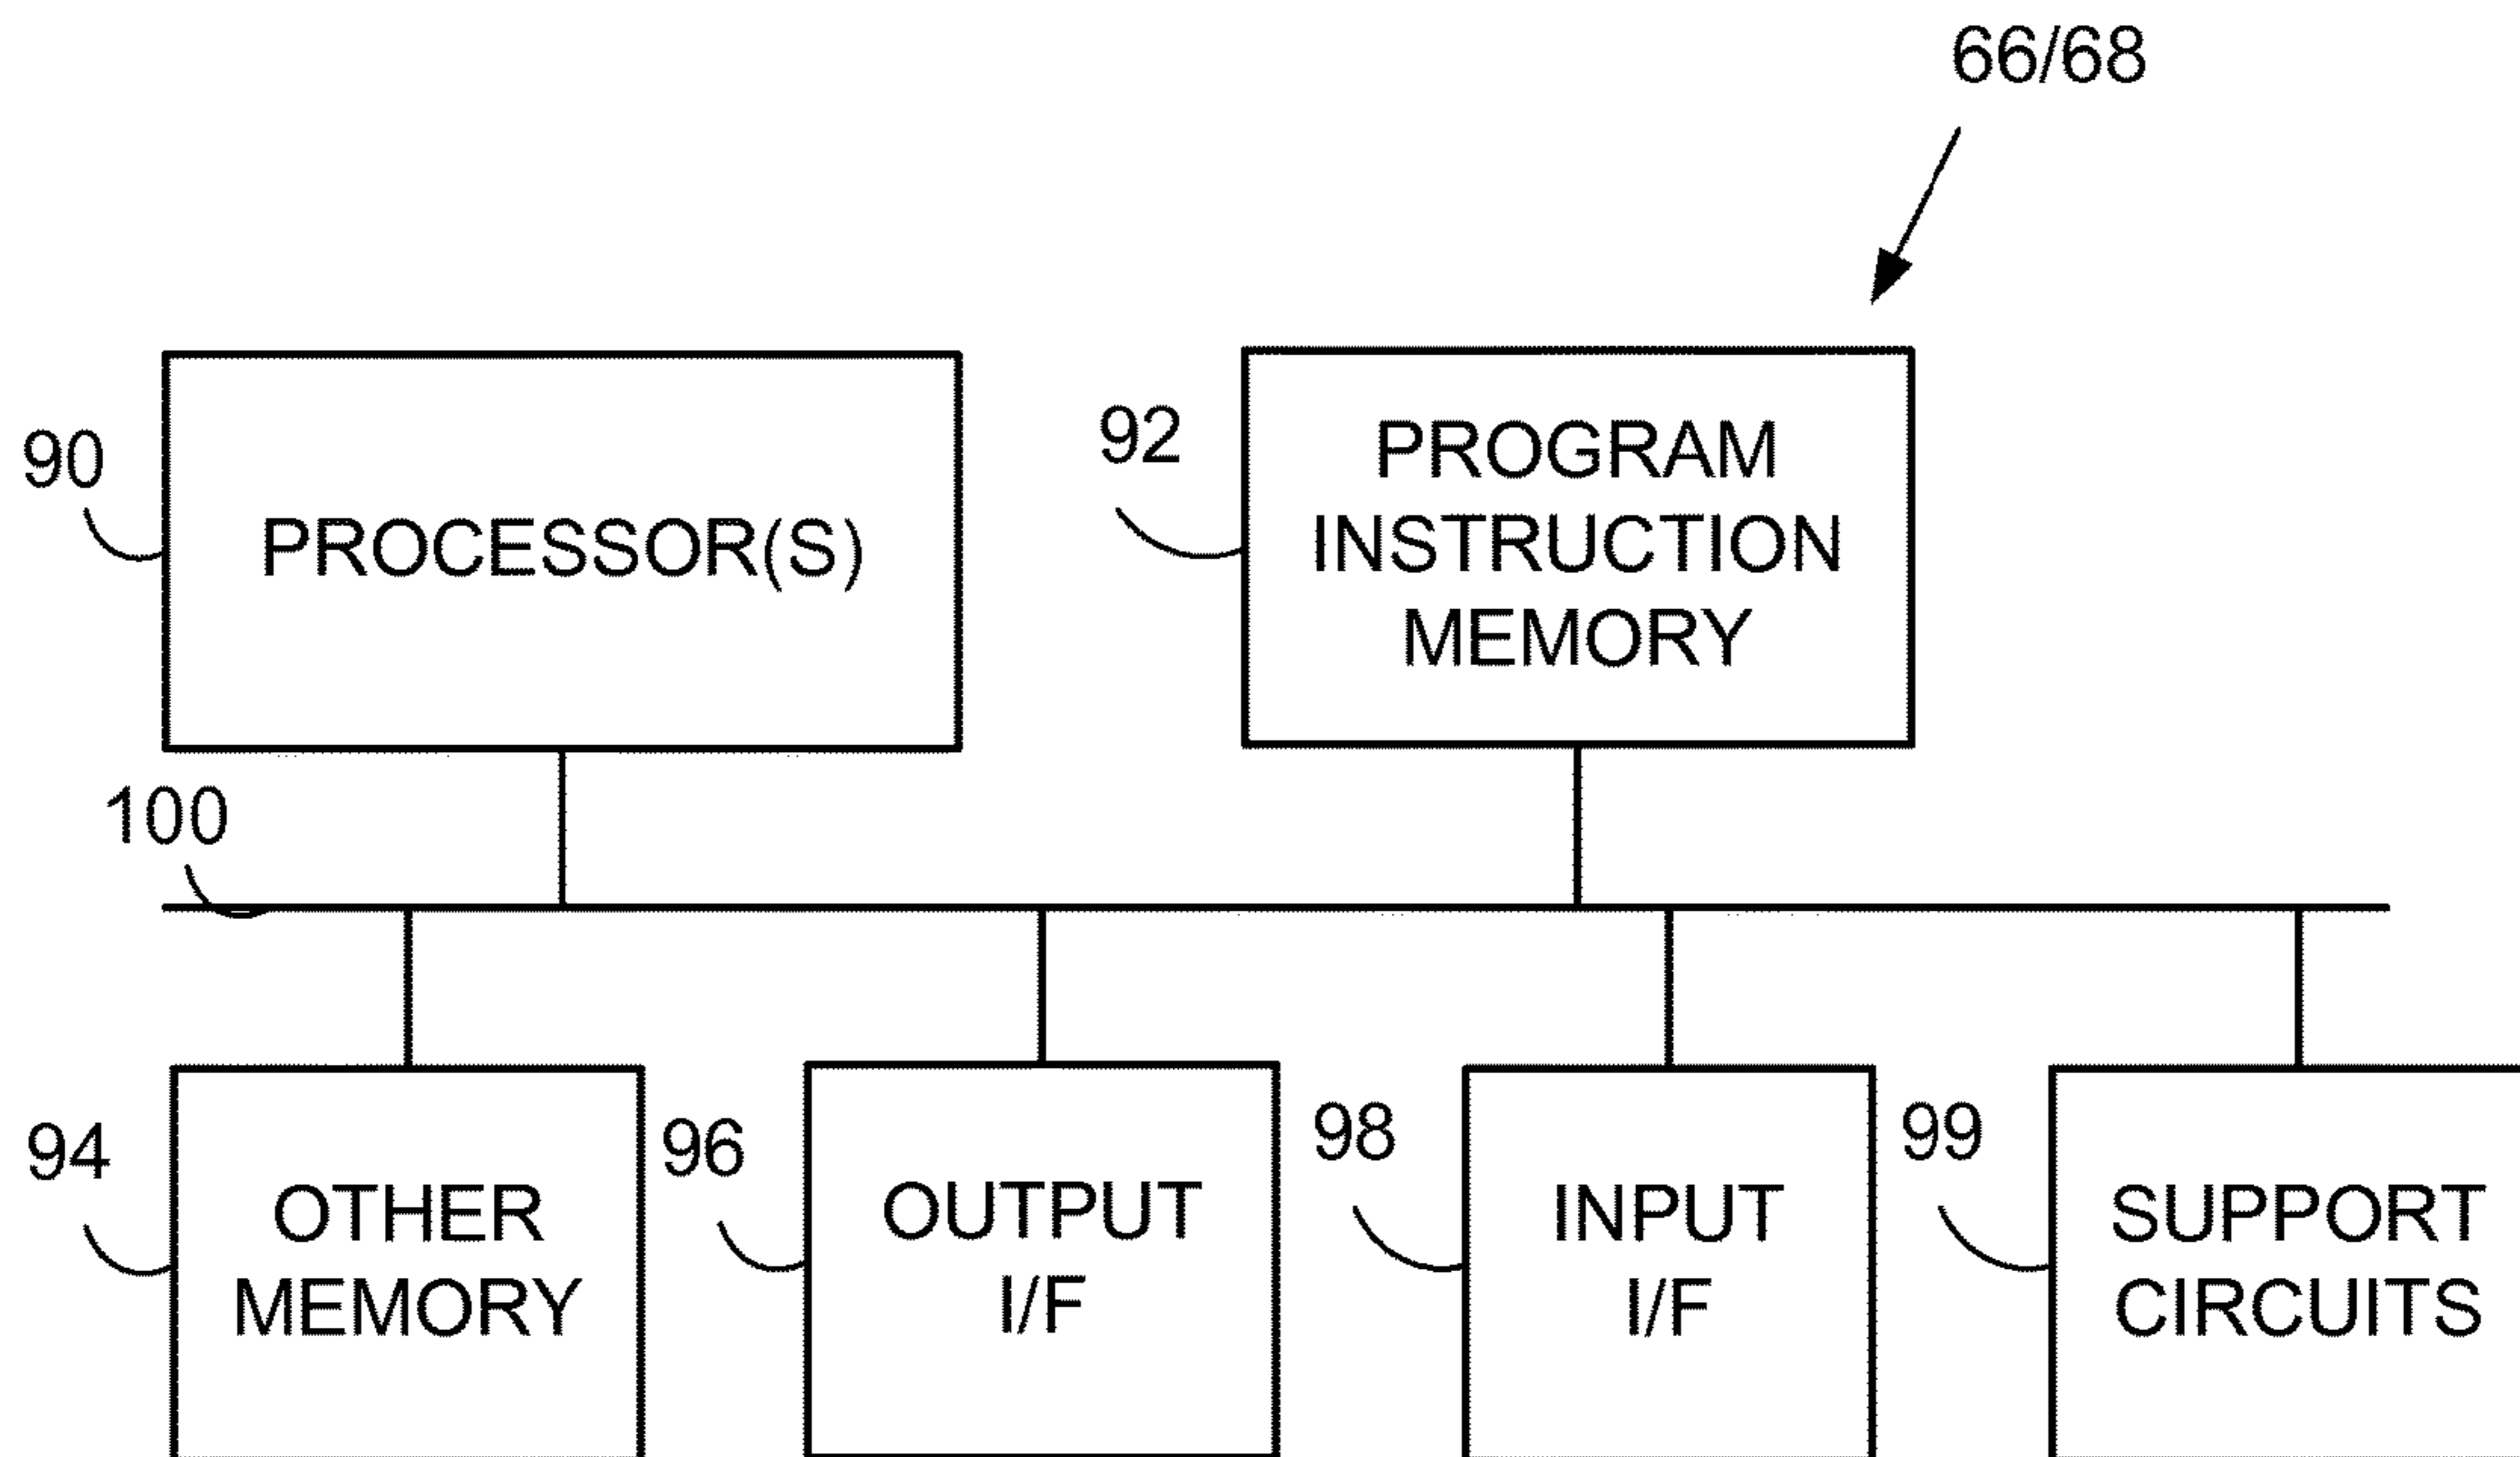 66/68
90
PROCESSOR(S)
92
PROGRAM
INSTRUCTION
MEMORY
100
94
OTHER
MEMORY
96
OUTPUT
I/F
98
INPUT
I/F
99
SUPPORT
CIRCUITS